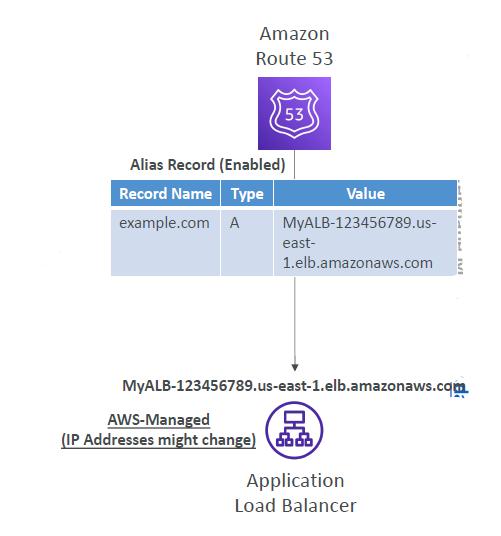 Amazon
Route 53
53
Alias Record (Enabled)
Record Name Type Value
example.com A MyALB-123456789.us-
east-
1.elb.amazonaws.com
MyALB-123456789.us-east-1.elb.amazonaws.com
AWS-Managed
(IP Addresses might change)
Application
Load Balancer